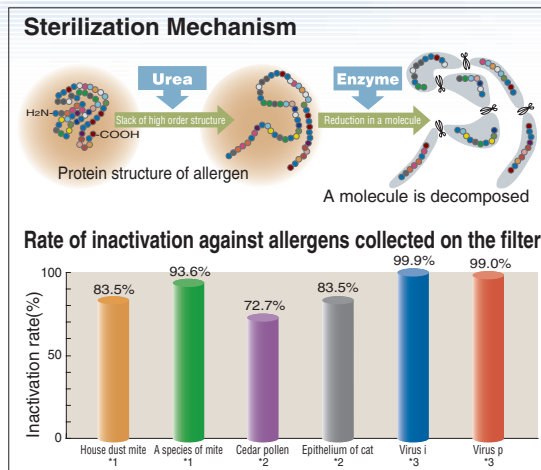 Sterilization Mechanism
Urea
Enzyme
H2N-
Slack of high order structure
Reduction in a molecule
-COOH
Protein structure of allergen
A molecule is decomposed
Rate of inactivation against allergens collected on the filter
Inactivation rate(%)
100
50
0
83.5%
93.6%
72.7%
83.5%
99.9%
99.0%
House dust mite
*1
A species of mite
*1
Cedar pollen
*2
Epithelium of cat
*2
Virus i
*3
Virus p
*3